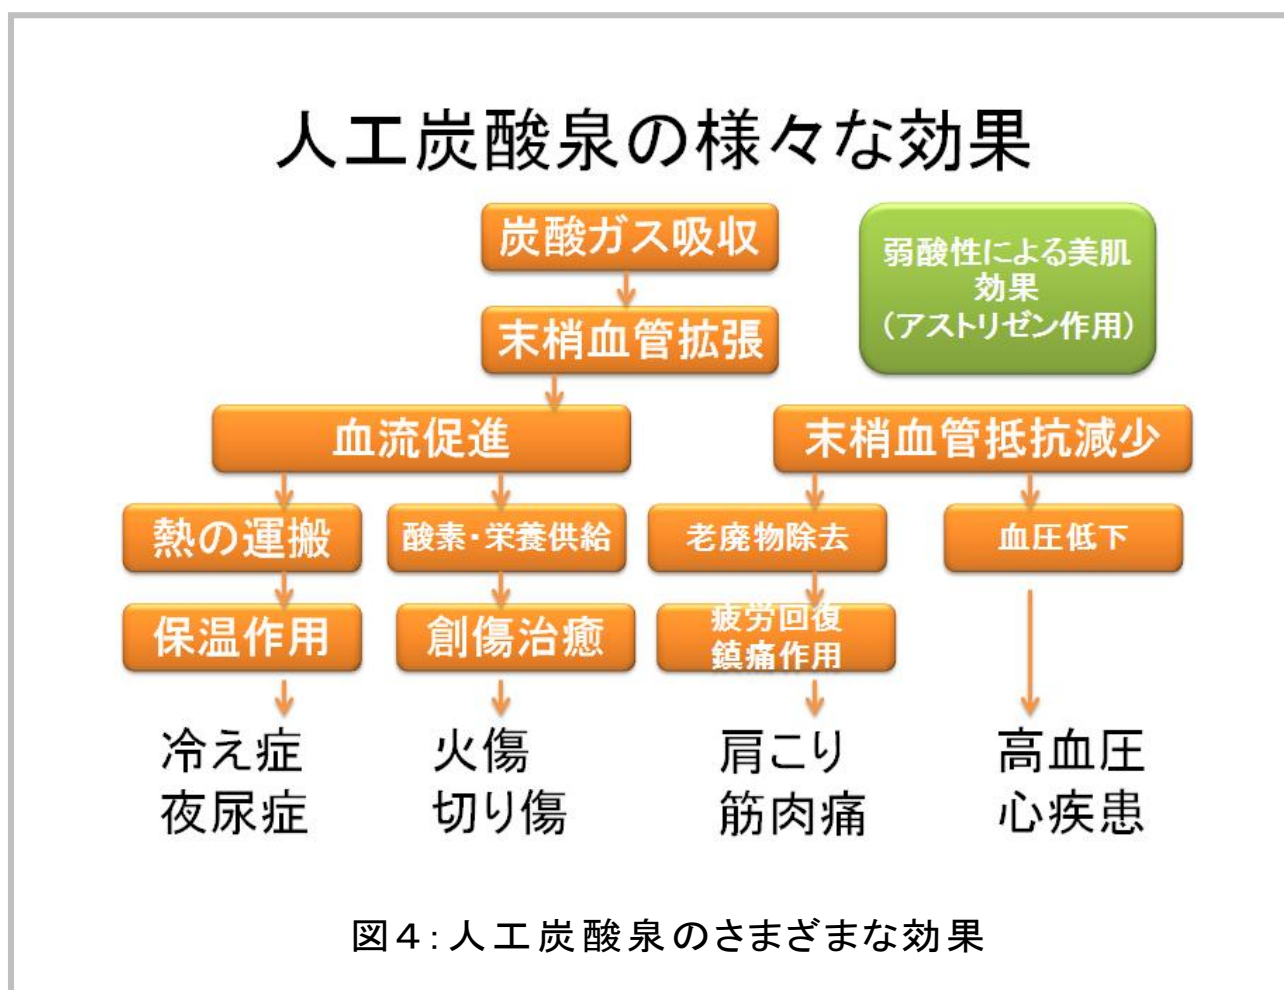 人工炭酸泉の様々な効果
炭酸ガス吸収
弱酸性による美肌
効果
(アストリゼン作用)
末梢血管拡張
血流促進
末梢血管抵抗減少
熱の運搬
酸素・栄養供給
老廃物除去
血圧低下
保温作用
創傷治癒
疲労回復
鎮痛作用
冷え症
夜尿症
火傷
切り傷
肩こり
筋肉痛
高血圧
心疾患
図4:人工炭酸泉のさまざまな効果